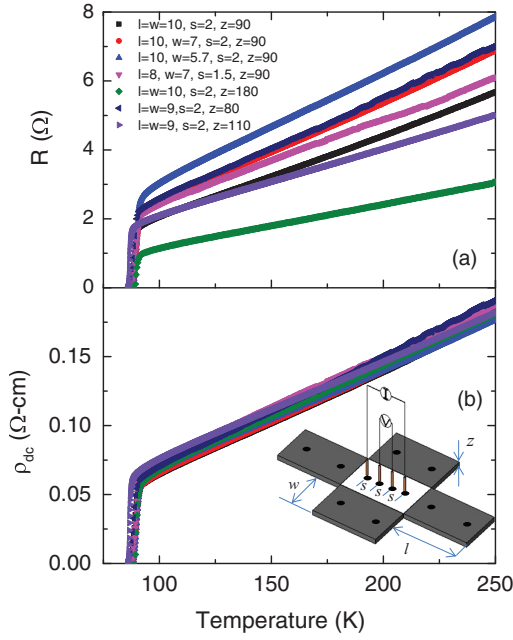 (a)
l=w=10, s=2, z=90
l=10, w=7, s=2, z=90
l=10, w=5.7, s=2, z=90
l=8, w=7, s=1.5, z=90
l=w=10, s=2, z=180
l=w=9,s=2, z=80
l=w=9, s=2, z=110
8
6
4
2
0
R (Ω)
(b)
0.15
0.10
0.05
0.00
ρdc (Ω-cm)
I
V
z
w
s s s
l
100 150 200 250
Temperature (K)